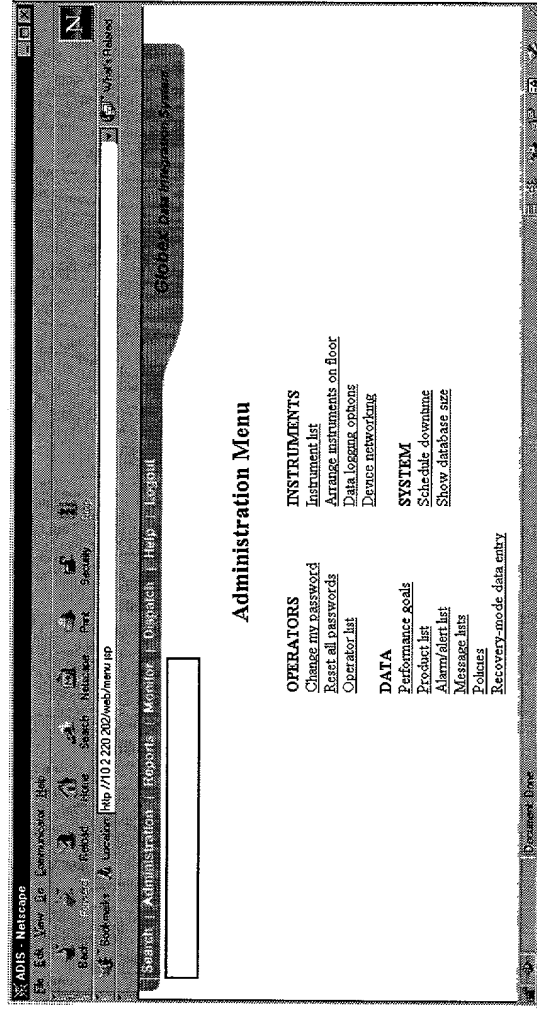 ADIS - Netscape
File Edit View Go Communicator Help
Back Forward Reload Home Search Netscape Print Security Stop
Bookmarks Location http //10 2 220 202/web/menu jsp What's Related
Search | Administration | Reports | Monitor | Dispatch | Help | Logout
Globex Data Integration System
Administration Menu
OPERATORS
Change my password
Reset all passwords
Operator list
DATA
Performance goals
Product list
Alarm/alert list
Message lists
Policies
Recovery-mode data entry
INSTRUMENTS
Instrument list
Arrange instruments on floor
Data logging options
Device networking
SYSTEM
Schedule downtime
Show database size
Document Done